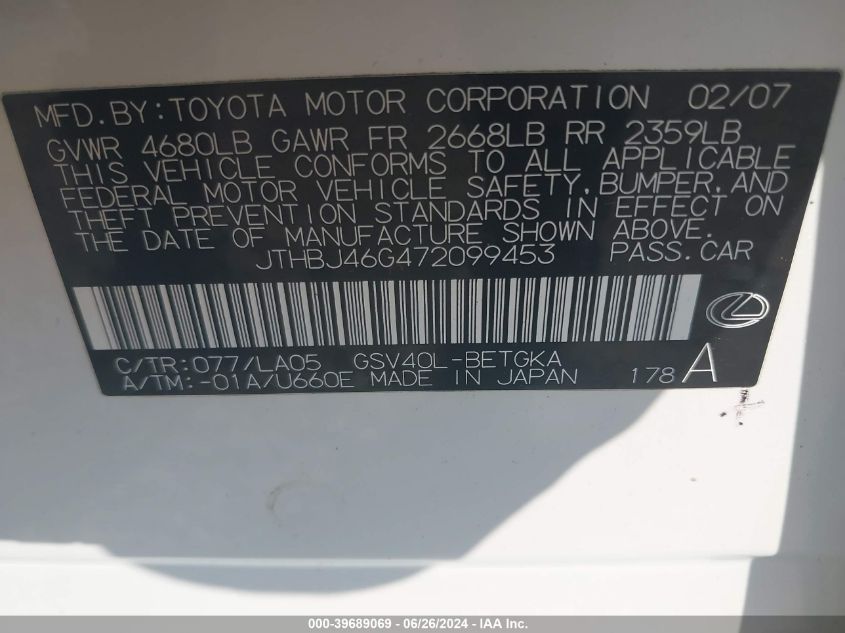 MFD. BY: TOYOTA MOTOR CORPORATION 02/07
GVWR 4680LB GAWR FR 2668LB RR 2359LB
THIS VEHICLE CONFORMS TO ALL APPLICABLE
FEDERAL MOTOR VEHICLE SAFETY, BUMPER, AND
THEFT PREVENTION STANDARDS IN EFFECT ON
THE DATE OF MANUFACTURE SHOWN ABOVE.
JTHBJ46G472099453 PASS. CAR
C/TR: 077/LA05 GSV40L-BETGKA
A/TM: -01A/U660E MADE IN JAPAN 178 A
000-39689069 - 06/26/2024 - IAA Inc.